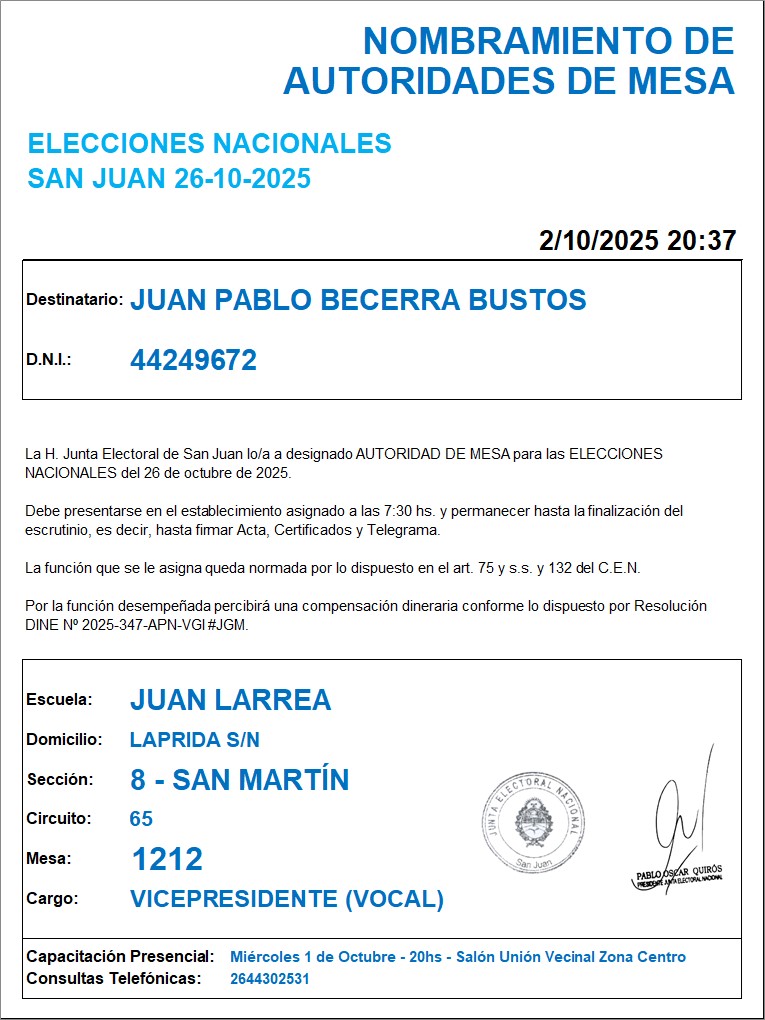 NOMBRAMIENTO DE
AUTORIDADES DE MESA
ELECCIONES NACIONALES
SAN JUAN 26-10-2025
2/10/2025 20:37
Destinatario: JUAN PABLO BECERRA BUSTOS
D.N.I.: 44249672
La H. Junta Electoral de San Juan lo/a a designado AUTORIDAD DE MESA para las ELECCIONES
NACIONALES del 26 de octubre de 2025.
Debe presentarse en el establecimiento asignado a las 7:30 hs. y permanecer hasta la finalización del
escrutinio, es decir, hasta firmar Acta, Certificados y Telegrama.
La función que se le asigna queda normada por lo dispuesto en el art. 75 y s.s. y 132 del C.E.N.
Por la función desempeñada percibirá una compensación dineraria conforme lo dispuesto por Resolución
DINE Nº 2025-347-APN-VGI#JGM.
Escuela: JUAN LARREA
Domicilio: LAPRIDA S/N
Sección: 8 - SAN MARTÍN
Circuito: 65
Mesa: 1212
Cargo: VICEPRESIDENTE (VOCAL)
JUNTA ELECTORAL NACIONAL
San Juan
PABLO OSCAR QUIRÓS
PRESIDENTE JUNTA ELECTORAL NACIONAL
Capacitación Presencial: Miércoles 1 de Octubre - 20hs - Salón Unión Vecinal Zona Centro
Consultas Telefónicas: 2644302531